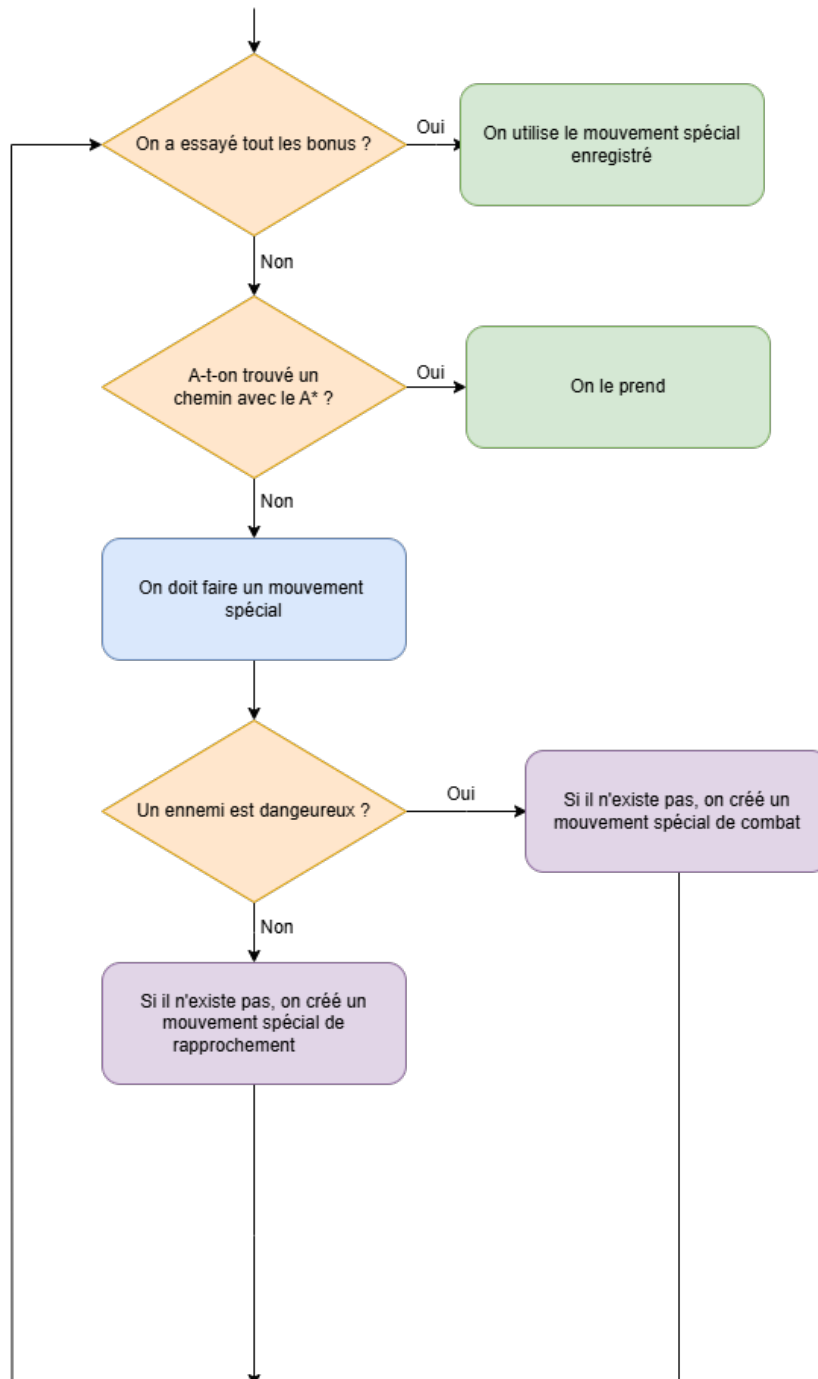 On a essayé tout les bonus ?
Oui
On utilise le mouvement spécial
enregistré
Non
A-t-on trouvé un
chemin avec le A* ?
Oui
On le prend
Non
On doit faire un mouvement
spécial
Un ennemi est dangeureux ?
Oui
Si il n'existe pas, on créé un
mouvement spécial de combat
Non
Si il n'existe pas, on créé un
mouvement spécial de
rapprochement